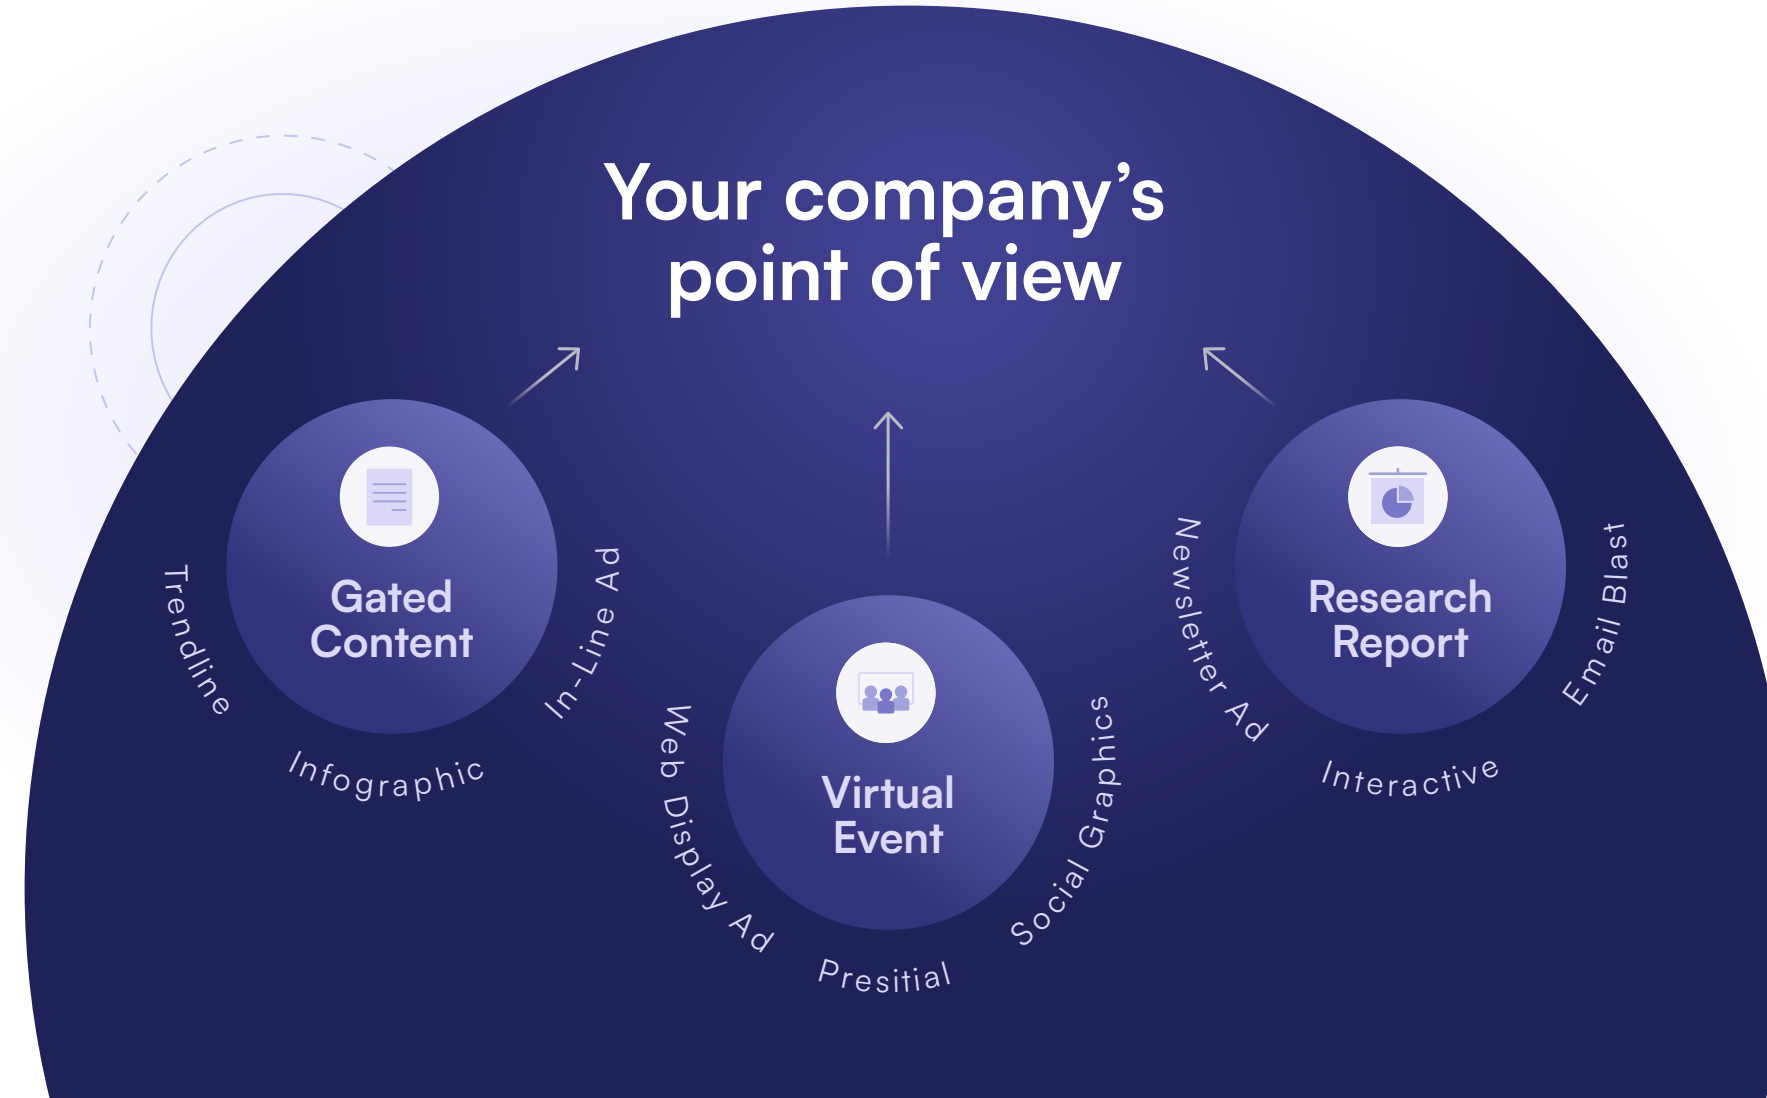 Your company’s
point of view
Gated
Content
Trendline
Infographic
In-Line Ad
Virtual
Event
Web Display Ad
Presitial
Social Graphics
Research
Report
Newsletter Ad
Interactive
Email Blast